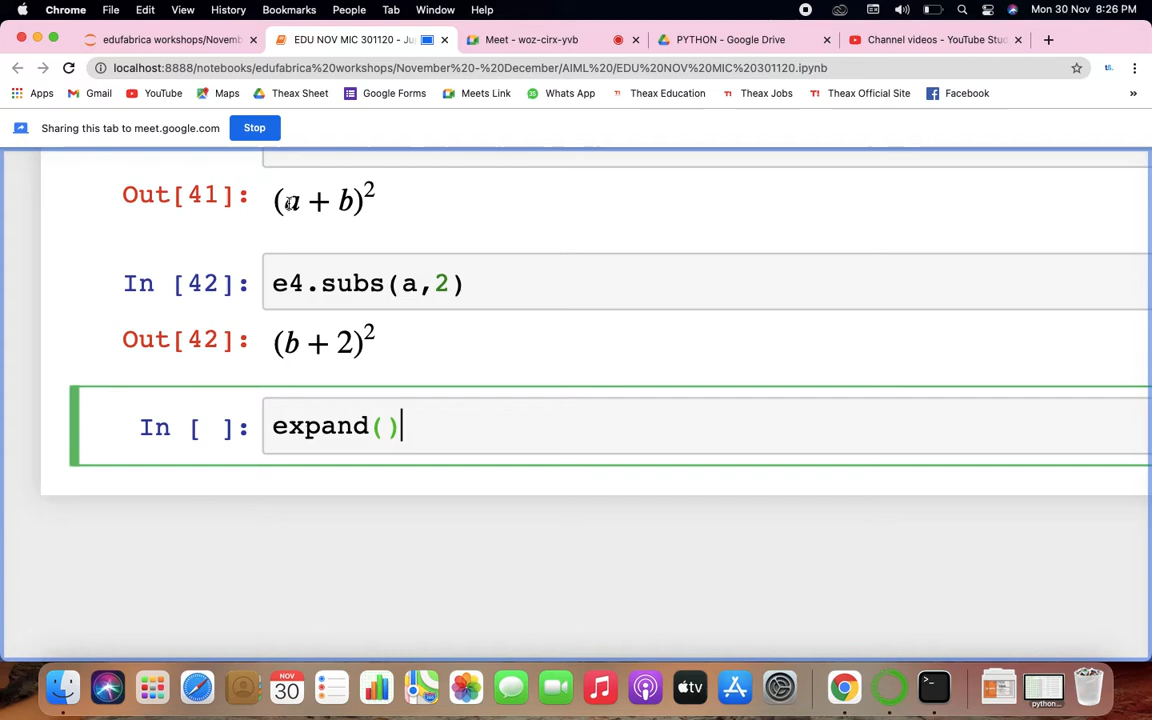 Chrome File Edit View History Bookmarks People Tab Window Help Mon 30 Nov 8:26 PM
edufabrica workshops/Novemb EDU NOV MIC 301120 - Ju Meet - woz-cirx-yvb PYTHON - Google Drive Channel videos - YouTube Stud
localhost:8888/notebooks/edufabrica%20workshops/November%20-%20December/AIML%20/EDU%20NOV%20MIC%20301120.ipynb
Apps Gmail YouTube Maps Theax Sheet Google Forms Meets Link Whats App Theax Education Theax Jobs Theax Official Site Facebook »
Sharing this tab to meet.google.com Stop
Out[41]: (a + b)²
In [42]: e4.subs(a,2)
Out[42]: (b + 2)²
In [ ]: expand()
NOV
30
tv
python...